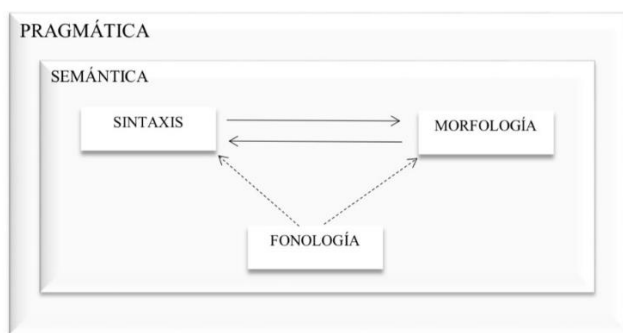 PRAGMÁTICA
SEMÁNTICA
SINTAXIS
MORFOLOGÍA
FONOLOGÍA